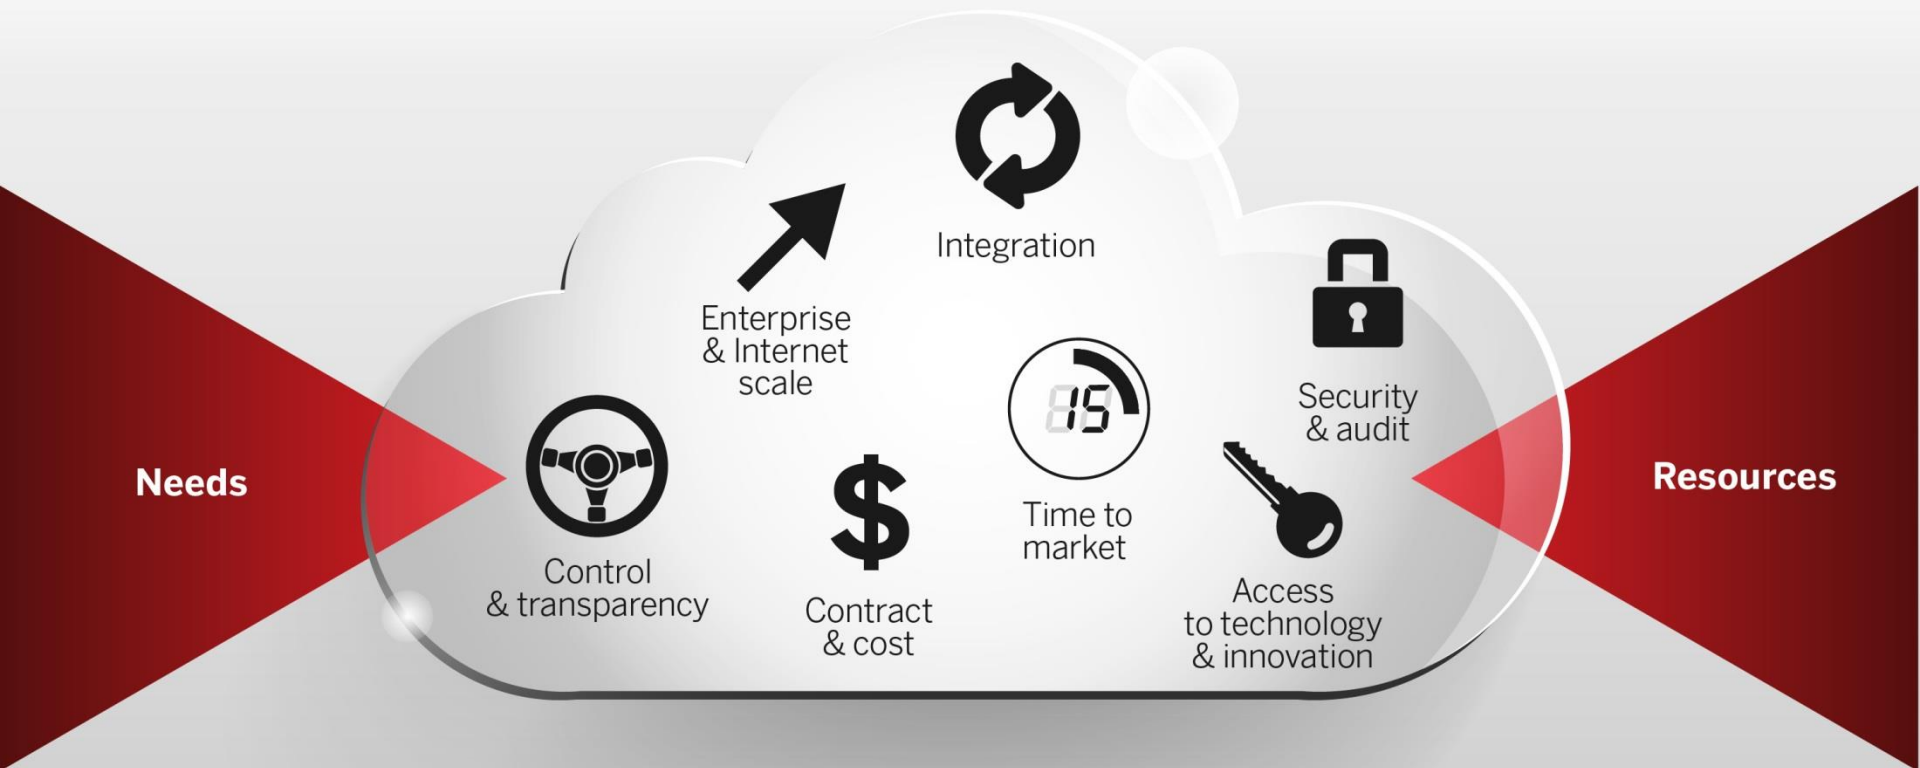 Needs
Control
& transparency
Enterprise
& Internet
scale
Integration
$
Contract
& cost
15
Time to
market
Security
& audit
Access
to technology
& innovation
Resources